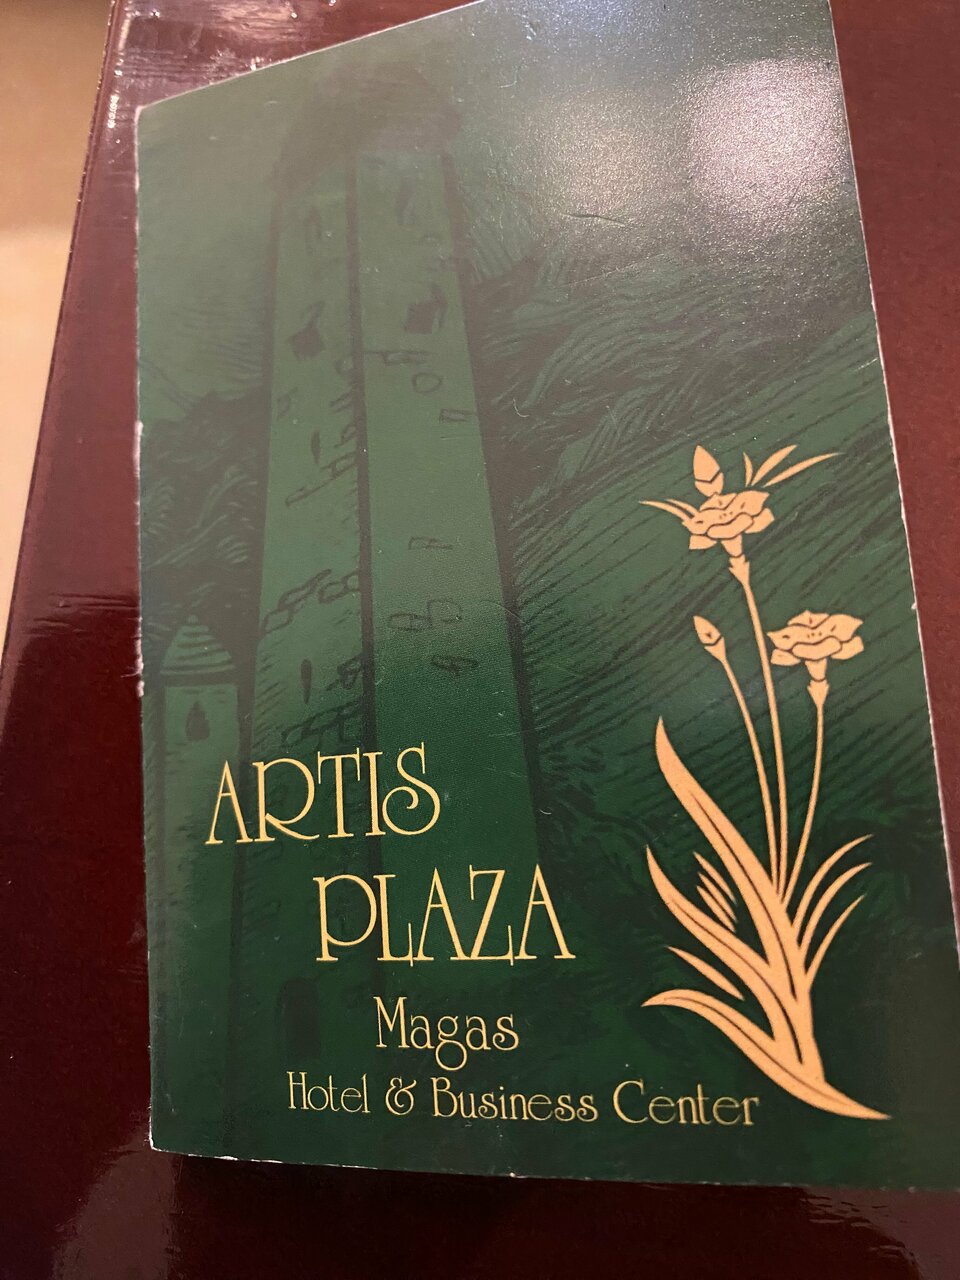 ARTIS
PLAZA
Magas
Hotel & Business Center